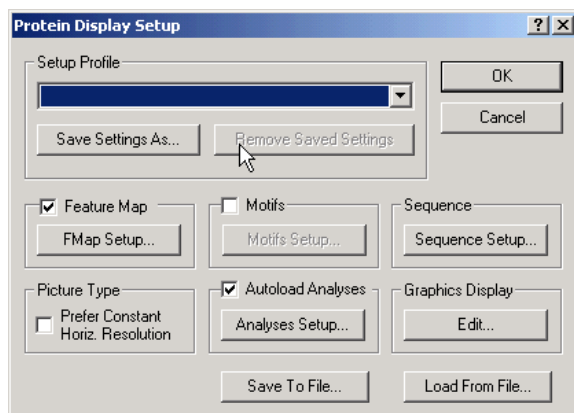 Protein Display Setup
Setup Profile
OK
Save Settings As...
Remove Saved Settings
Cancel
Feature Map
Motifs
Sequence
FMap Setup...
Motifs Setup...
Sequence Setup...
Picture Type
Autoload Analyses
Graphics Display
Prefer Constant
Horiz. Resolution
Analyses Setup...
Edit...
Save To File...
Load From File...